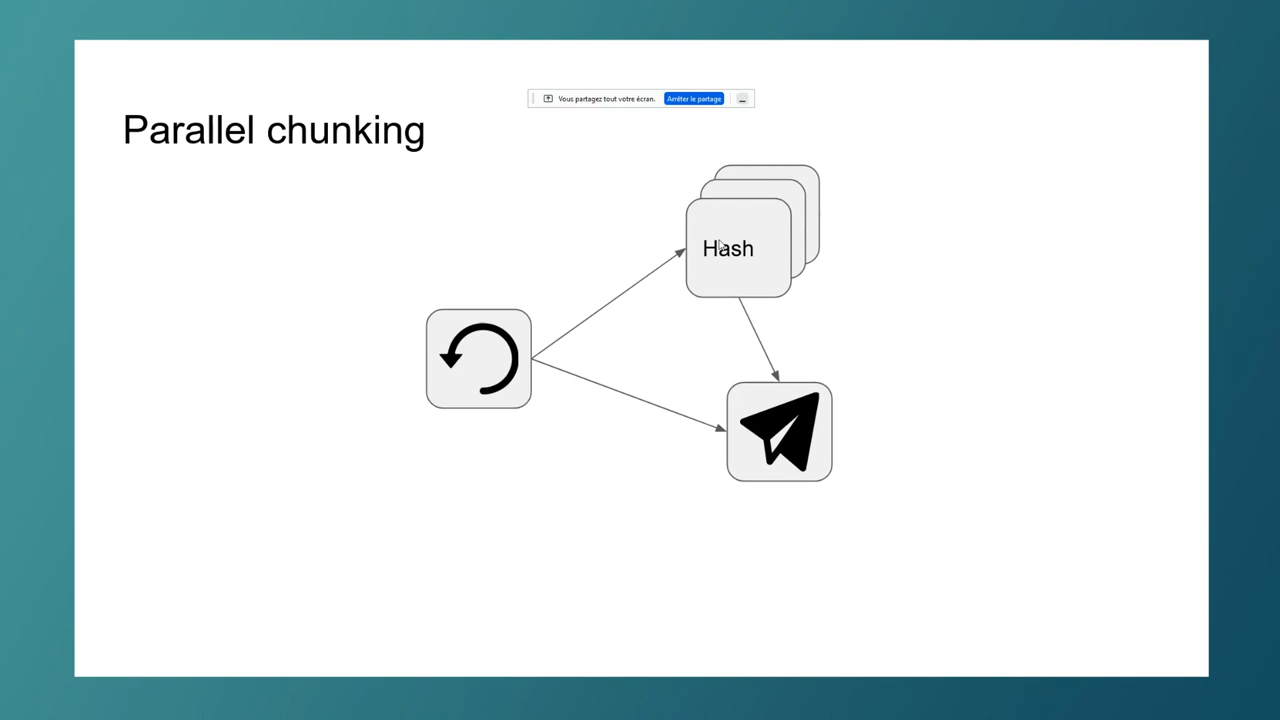 Vous partagez tout votre écran. Arrêter le partage
Parallel chunking
Hash